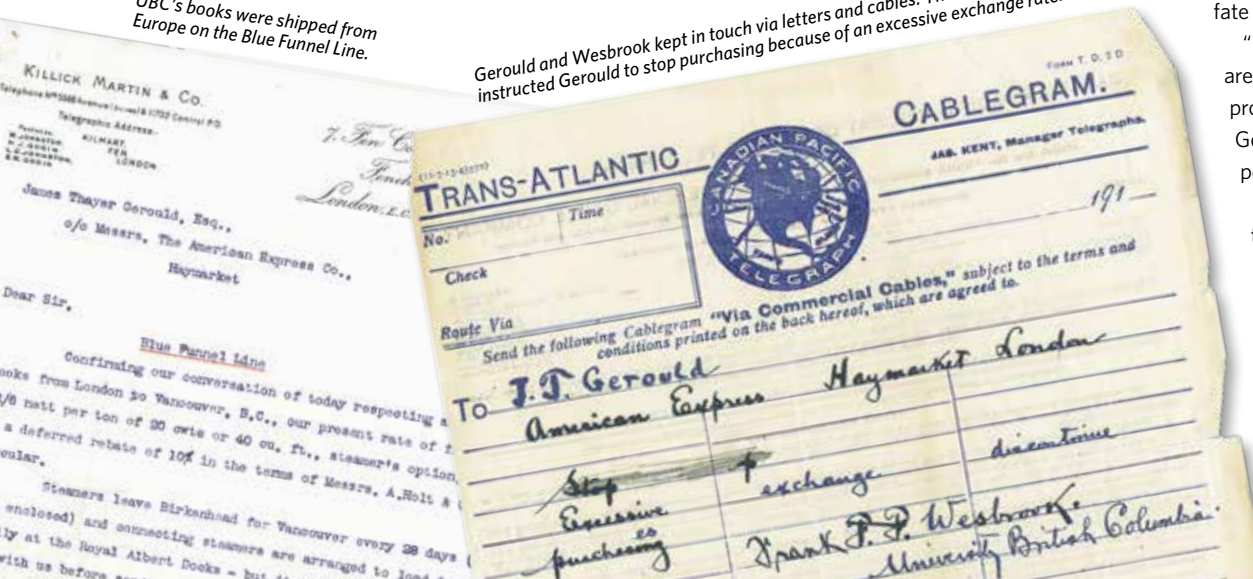 UBC's books were shipped from
Europe on the Blue Funnel Line.
Gerould and Wesbrook kept in touch via letters and cables.
instructed Gerould to stop purchasing because of an excessive exchange rate.
fate
"
are
pro
Ge
KILLICK MARTIN & CO.
Telegraphic Address-
KILMART,
FEN,
LONDON
7, Fen
London, E.C.
James Thayer Gerould, Esq.,
c/o Messrs, The American Express Co.,
Haymarket
Dear Sir,
Blue Funnel Line
Confirming our conversation of today respecting
ooks from London to Vancouver, B.C., our present rate of
nett per ton of 20 cwts or 40 cu. ft., steamer's option,
a deferred rebate of 10% in the terms of Messrs. A.Holt &
cular.
Steamers leave Birkenhead for Vancouver every 28 days (
enclosed) and connecting steamers are arranged to load
ly at the Royal Albert Docks - but
with us before
FORM T. D. 3 D
TRANS-ATLANTIC
CABLEGRAM.
CANADIAN PACIFIC
TELEGRAPH
JAS. KENT, Manager Telegraphs.
No.
Time
191
Check
Route Via
Send the following Cablegram "Via Commercial Cables," subject to the terms and
conditions printed on the back hereof, which are agreed to.
To J.T. Gerould
American Express Haymarket London
Stop exchange discontinue
Excessive
purchasing
Frank F. Wesbrook.
University British Columbia.